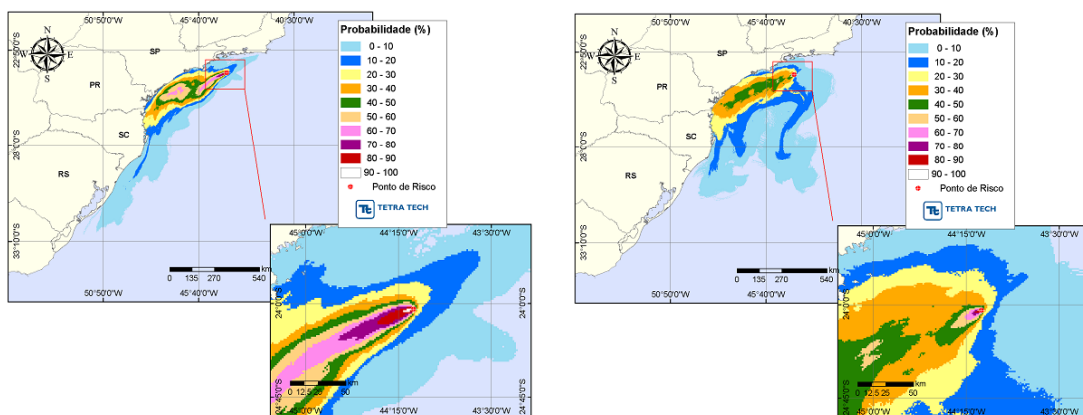 50°50'0"W 45°40'0"W 40°30'0"W
22°50'0"S
28°0'0"S
33°10'0"S
N
W E
S
SP
PR
SC
RS
Probabilidade (%)
0 - 10
10 - 20
20 - 30
30 - 40
40 - 50
50 - 60
60 - 70
70 - 80
80 - 90
90 - 100
Ponto de Risco
Tt TETRA TECH
km
0 135 270 540
50°50'0"W 45°40'0"W
45°0'0"W 44°15'0"W 43°30'0"W
24°0'0"S
24°45'0"S
km
0 12,5 25 50
45°0'0"W 44°15'0"W 43°30'0"W
50°50'0"W 45°40'0"W 40°30'0"W
22°50'0"S
28°0'0"S
33°10'0"S
N
W E
S
SP
PR
SC
RS
Probabilidade (%)
0 - 10
10 - 20
20 - 30
30 - 40
40 - 50
50 - 60
60 - 70
70 - 80
80 - 90
90 - 100
Ponto de Risco
Tt TETRA TECH
km
0 135 270 540
50°50'0"W 45°40'0"W
45°0'0"W 44°15'0"W 43°30'0"W
24°0'0"S
24°45'0"S
km
0 12,5 25 50
45°0'0"W 44°15'0"W 43°30'0"W